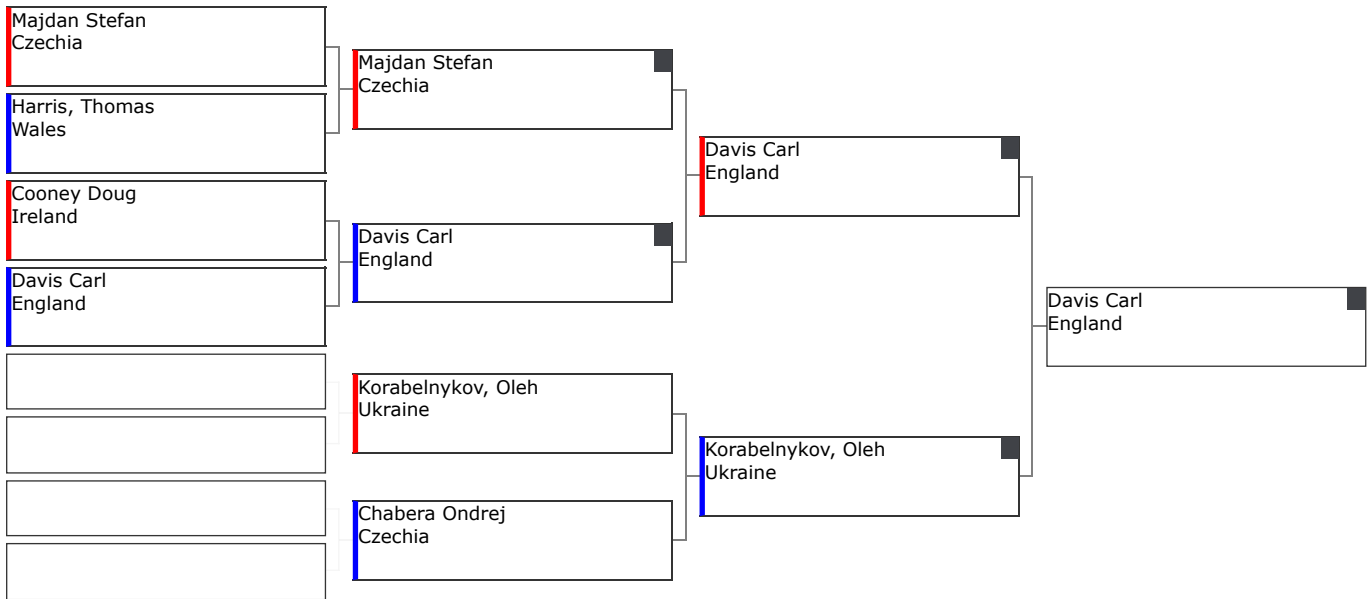 Majdan Stefan
Czechia
Harris, Thomas
Wales
Cooney Doug
Ireland
Davis Carl
England
Majdan Stefan
Czechia
Davis Carl
England
Korabelnykov, Oleh
Ukraine
Chabera Ondrej
Czechia
Davis Carl
England
Korabelnykov, Oleh
Ukraine
Davis Carl
England